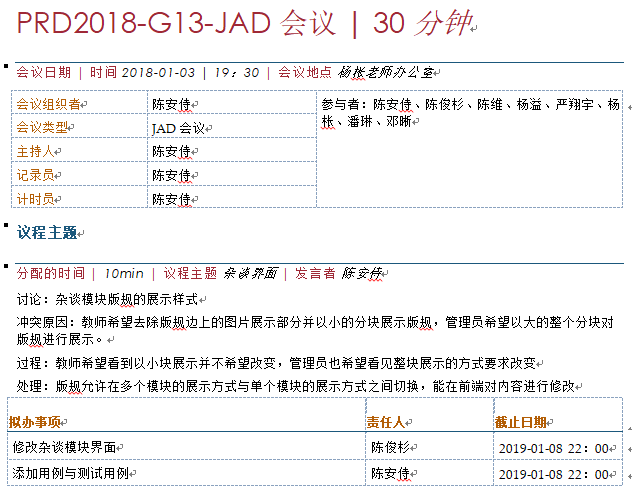 PRD2018-G13-JAD 会议 | 30 分钟
会议日期 | 时间 2018-01-03 | 19：30 | 会议地点 杨枨老师办公室
会议组织者 陈安侍 参与者：陈安侍、陈俊杉、陈维、杨溢、严翔宇、杨
枨、潘琳、邓晰
会议类型 JAD 会议
主持人 陈安侍
记录员 陈安侍
计时员 陈安侍
议程主题
分配的时间 | 10min | 议程主题 杂谈界面 | 发言者 陈安侍
讨论：杂谈模块版规的展示样式
冲突原因：教师希望去除版规边上的图片展示部分并以小的分块展示版规，管理员希望以大的整个分块对
版规进行展示。
过程：教师希望看到以小块展示并不希望改变，管理员也希望看见整块展示的方式要求改变
处理：版规允许在多个模块的展示方式与单个模块的展示方式之间切换，能在前端对内容进行修改
拟办事项 责任人 截止日期
修改杂谈模块界面 陈俊杉 2019-01-08 22：00
添加用例与测试用例 陈安侍 2019-01-08 22：00